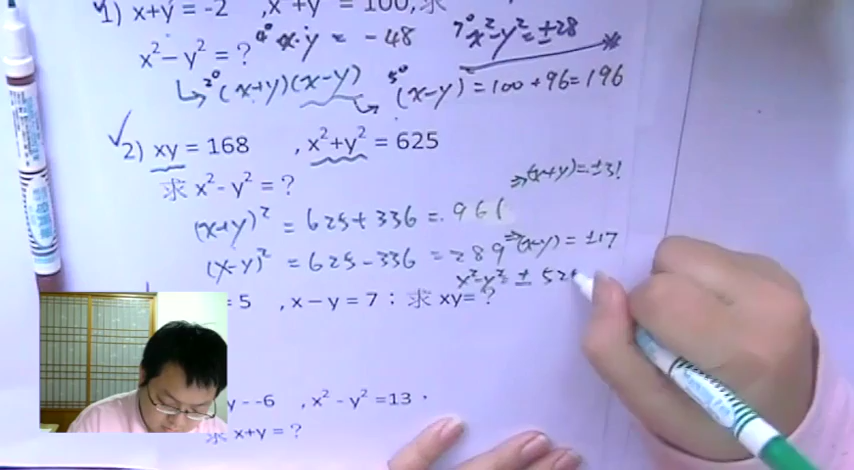 1) x+y = -2 , x²+y² = 100,求
x²-y² = ? 4° x·y = -48 7° x²-y² = ±28
2° (x+y)(x-y) 5° (x-y) = 100+96 = 196
2) xy = 168 , x²+y² = 625
⇒(x+y) = ±31
求 x²-y² = ?
(x+y)² = 625+336 = 961
(x-y)² = 625-336 = 289 ⇒(x-y) = ±17
x²-y² = ± 52
= 5 , x-y = 7 : 求 xy= ?
y--6 , x²-y² =13 .
求 x+y = ?